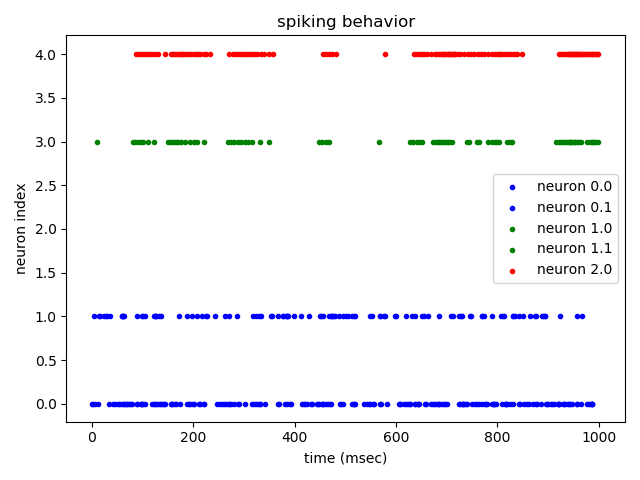 spiking behavior
4.0
3.5
3.0
2.5
2.0
1.5
1.0
0.5
0.0
neuron index
neuron 0.0
neuron 0.1
neuron 1.0
neuron 1.1
neuron 2.0
0 200 400 600 800 1000
time (msec)